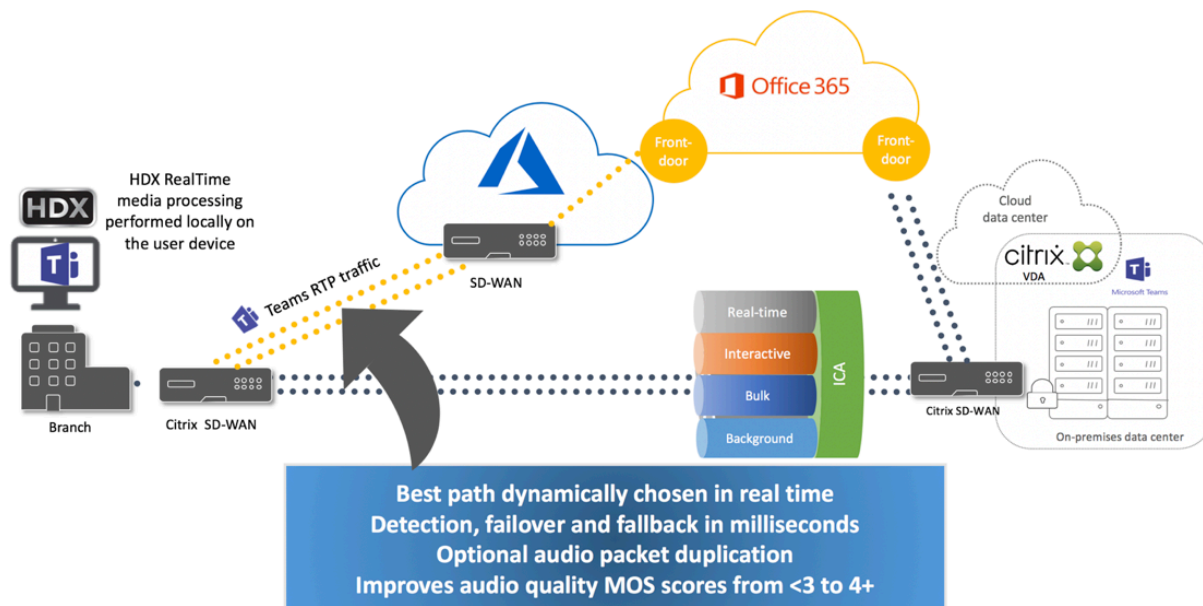 Office 365
Front-
door
Front-
door
HDX
HDX RealTime
media processing
performed locally on
the user device
Cloud
data center
citrix
VDA
Microsoft Teams
Teams RTP traffic
SD-WAN
Real-time
Interactive
Bulk
Background
ICA
Branch
Citrix SD-WAN
Citrix SD-WAN
On-premises data center
Best path dynamically chosen in real time
Detection, failover and fallback in milliseconds
Optional audio packet duplication
Improves audio quality MOS scores from <3 to 4+